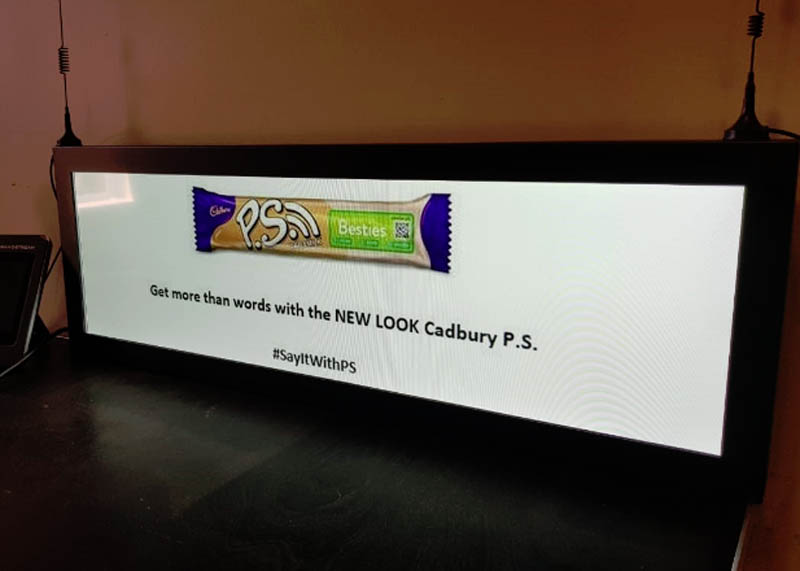 Cadbury
P.S.
Besties
Get more than words with the NEW LOOK Cadbury P.S.
#SayItWithPS